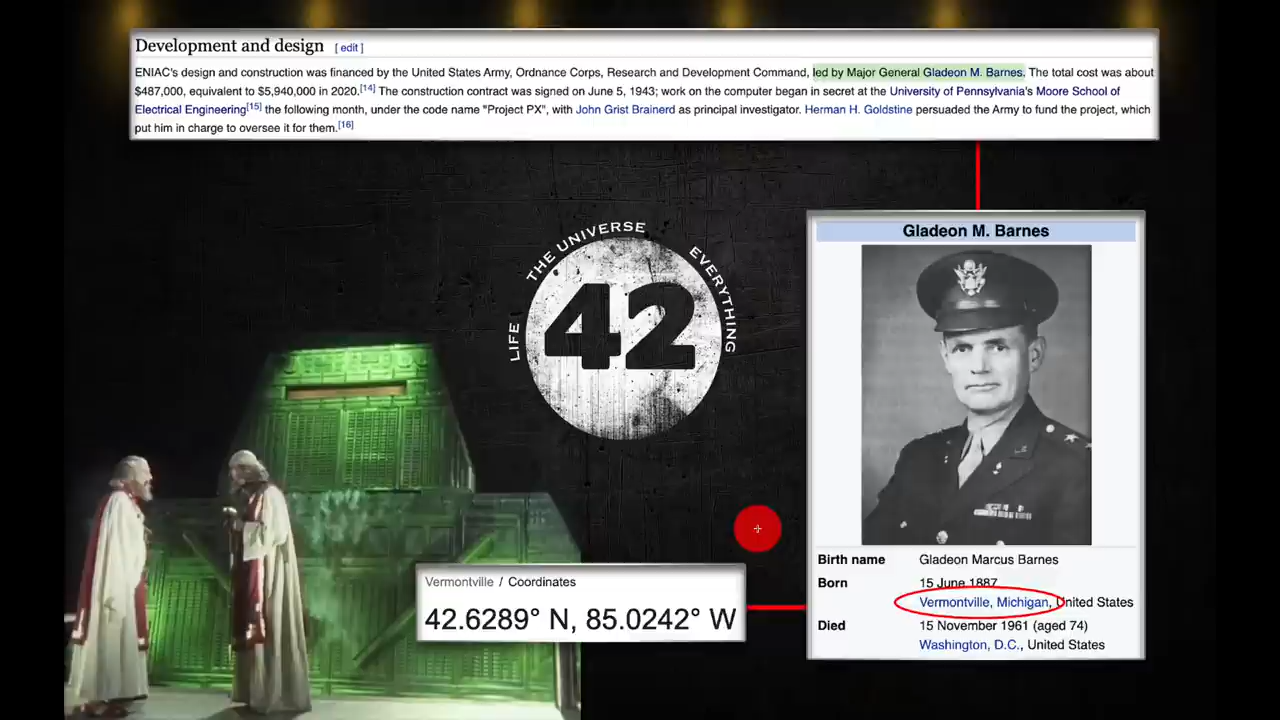 Development and design [ edit ]
ENIAC's design and construction was financed by the United States Army, Ordnance Corps, Research and Development Command, led by Major General Gladeon M. Barnes. The total cost was about
$487,000, equivalent to $5,940,000 in 2020.[14] The construction contract was signed on June 5, 1943; work on the computer began in secret at the University of Pennsylvania's Moore School of
Electrical Engineering[15] the following month, under the code name "Project PX", with John Grist Brainerd as principal investigator. Herman H. Goldstine persuaded the Army to fund the project, which
put him in charge to oversee it for them.[16]
LIFE
THE UNIVERSE
EVERYTHING
42
Gladeon M. Barnes
Birth name Gladeon Marcus Barnes
Born 15 June 1887
Vermontville, Michigan, United States
Died 15 November 1961 (aged 74)
Washington, D.C., United States
Vermontville / Coordinates
42.6289° N, 85.0242° W